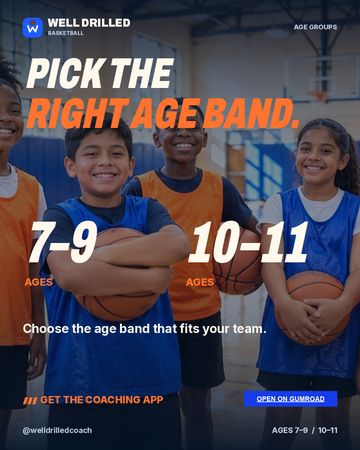 WELL DRILLED
BASKETBALL
AGE GROUPS
PICK THE
RIGHT AGE BAND.
7–9
10–11
AGES
AGES
Choose the age band that fits your team.
GET THE COACHING APP
OPEN ON GUMROAD
@welldrilledcoach
AGES 7–9 / 10–11